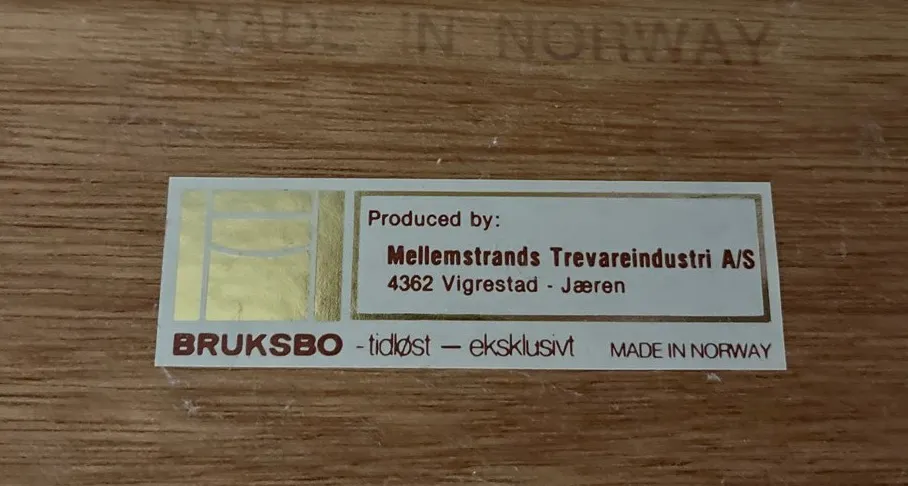 MADE IN NORWAY
Produced by:
Mellemstrands Trevareindustri A/S
4362 Vigrestad - Jæren
BRUKSBO - tidløst — eksklusivt MADE IN NORWAY